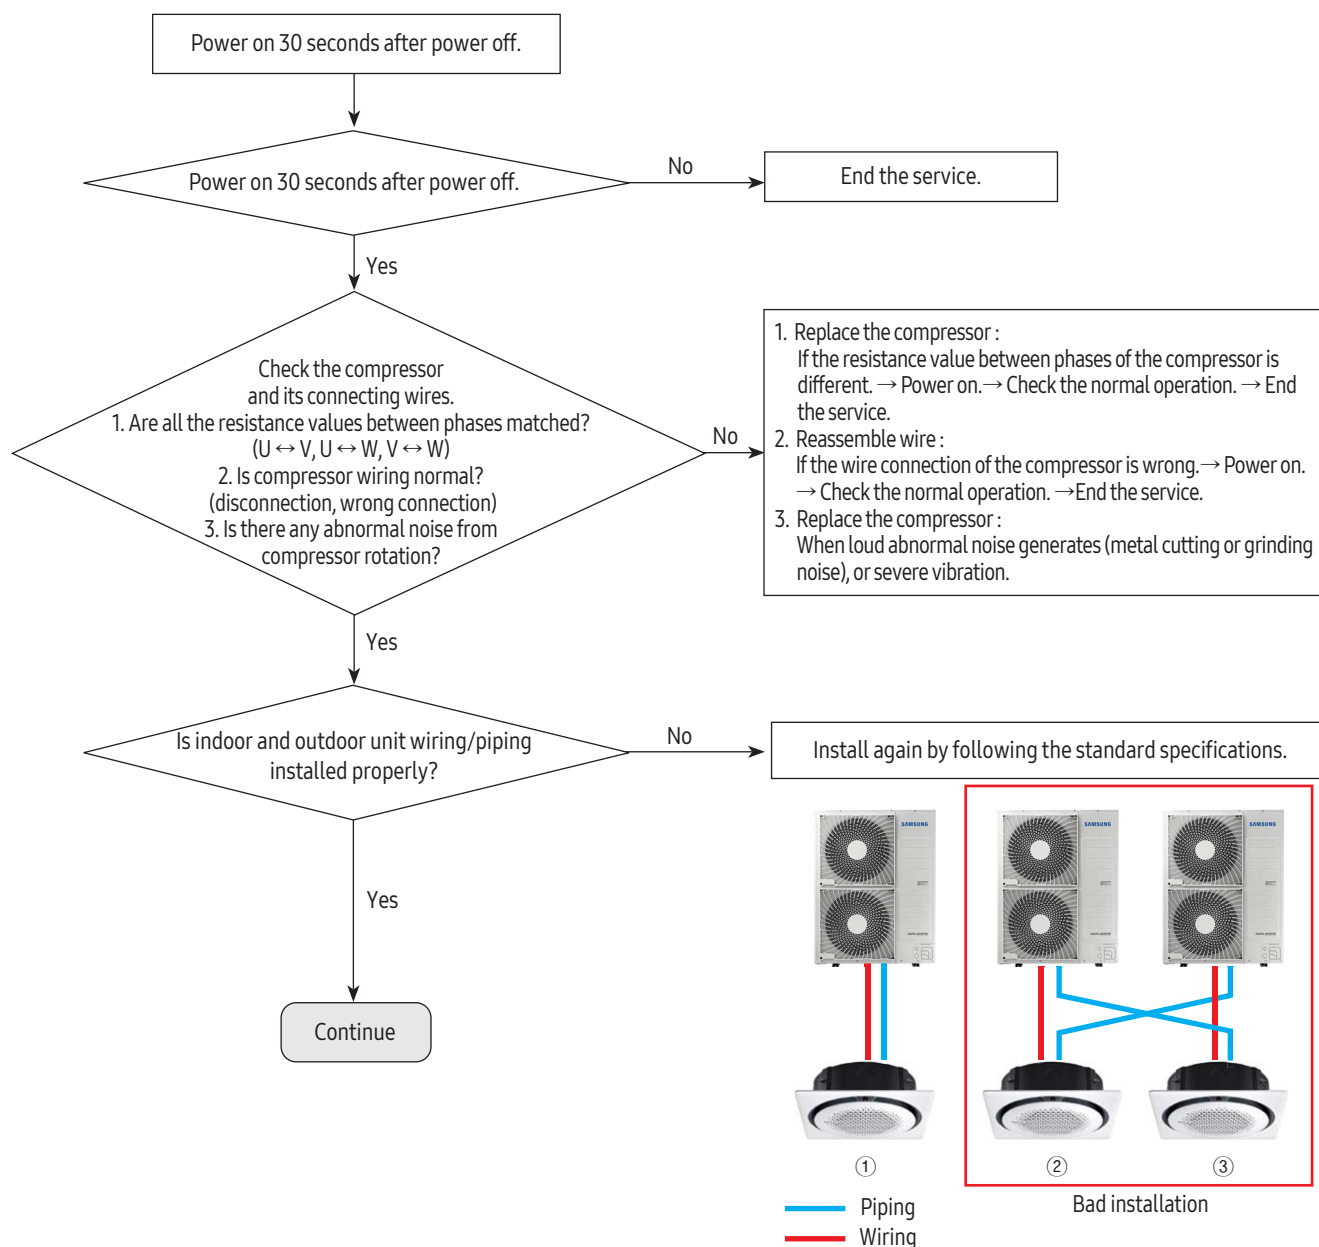 Power on 30 seconds after power off.
Power on 30 seconds after power off.
No
End the service.
Yes
Check the compressor
and its connecting wires.
1. Are all the resistance values between phases matched?
(U ↔ V, U ↔ W, V ↔ W)
2. Is compressor wiring normal?
(disconnection, wrong connection)
3. Is there any abnormal noise from
compressor rotation?
No
1. Replace the compressor :
If the resistance value between phases of the compressor is
different. → Power on.→ Check the normal operation. → End
the service.
2. Reassemble wire :
If the wire connection of the compressor is wrong.→ Power on.
→ Check the normal operation. →End the service.
3. Replace the compressor :
When loud abnormal noise generates (metal cutting or grinding
noise), or severe vibration.
Yes
Is indoor and outdoor unit wiring/piping
installed properly?
No
Install again by following the standard specifications.
SAMSUNG
SAMSUNG
SAMSUNG
Yes
Continue
① ② ③
Bad installation
Piping
Wiring